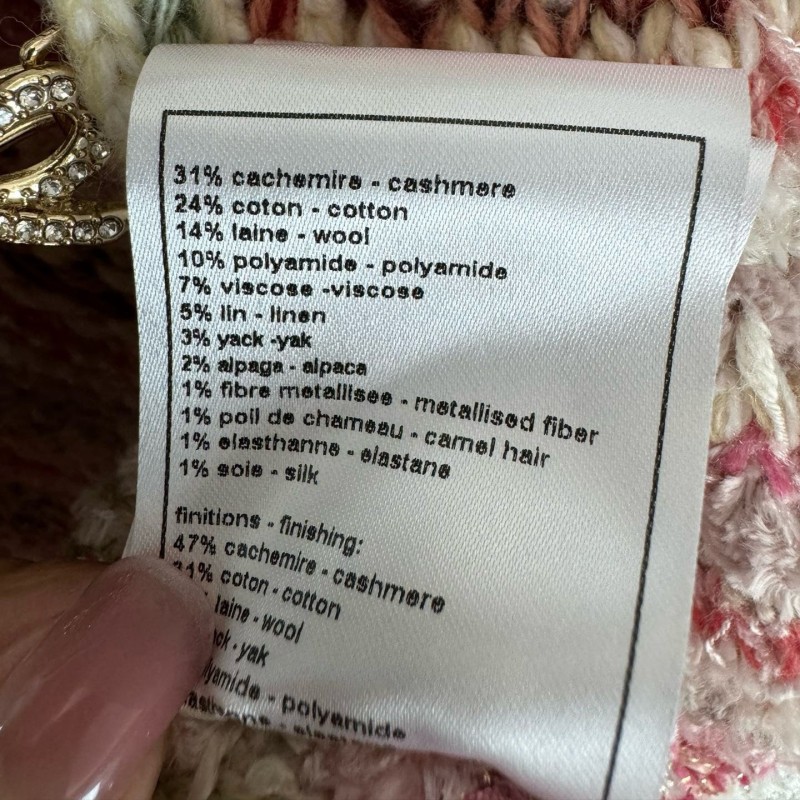 31% cachemire - cashmere
24% coton - cotton
14% laine - wool
10% polyamide - polyamide
7% viscose -viscose
5% lin - linen
3% yack -yak
2% alpaga - alpaca
1% fibre metallisee - metallised fiber
1% poil de chameau - camel hair
1% elasthanne - elastane
1% soie - silk
finitions - finishing:
47% cachemire - cashmere
coton - cotton
laine - wool
- yak
- polyamide